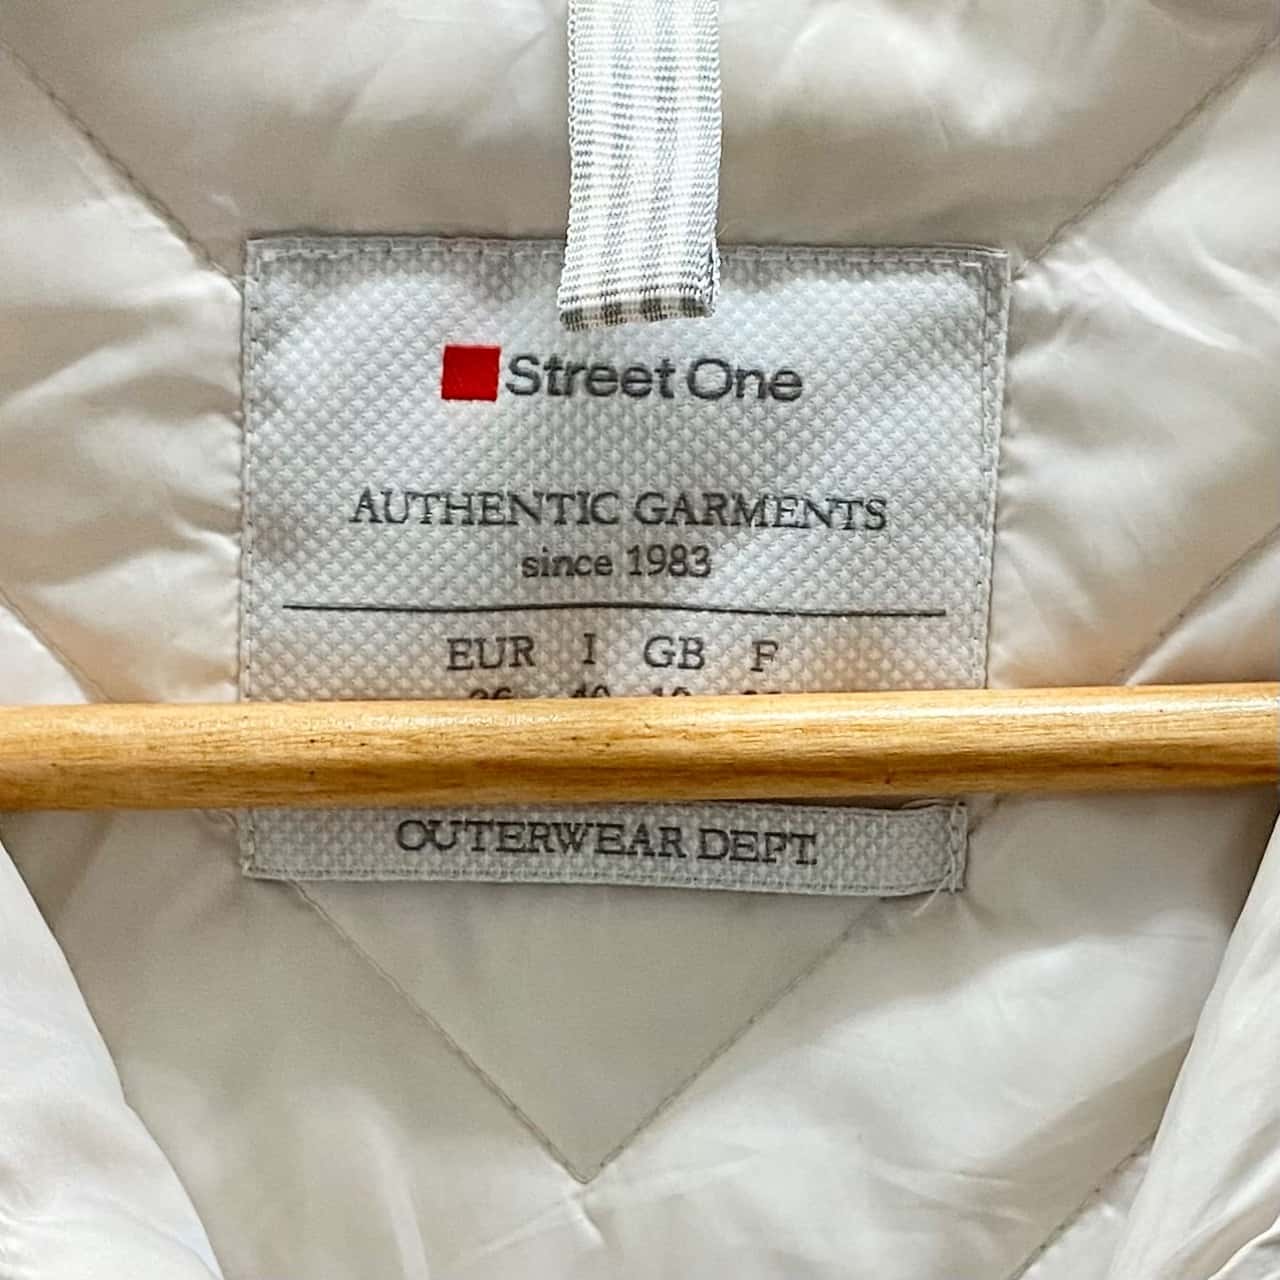 Street One
AUTHENTIC GARMENTS
since 1983
EUR I GB F
OUTERWEAR DEPT.